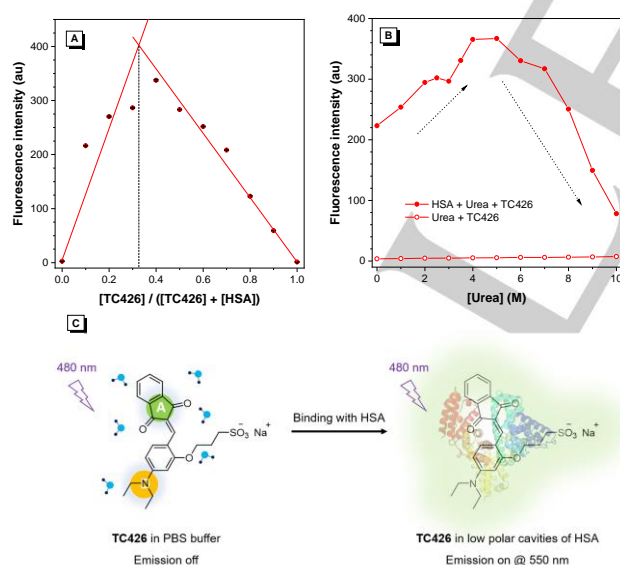 A
Fluorescence intensity (au)
400
300
200
100
0
0.0 0.2 0.4 0.6 0.8 1.0
[TC426] / ([TC426] + [HSA])
B
Fluorescence intensity (au)
400
300
200
100
0
HSA + Urea + TC426
Urea + TC426
0 2 4 6 8 10
[Urea] (M)
C
480 nm
O
A
O
O
SO3− Na+
N
TC426 in PBS buffer
Emission off
Binding with HSA
480 nm
O
O
O
SO3− Na+
N
TC426 in low polar cavities of HSA
Emission on @ 550 nm